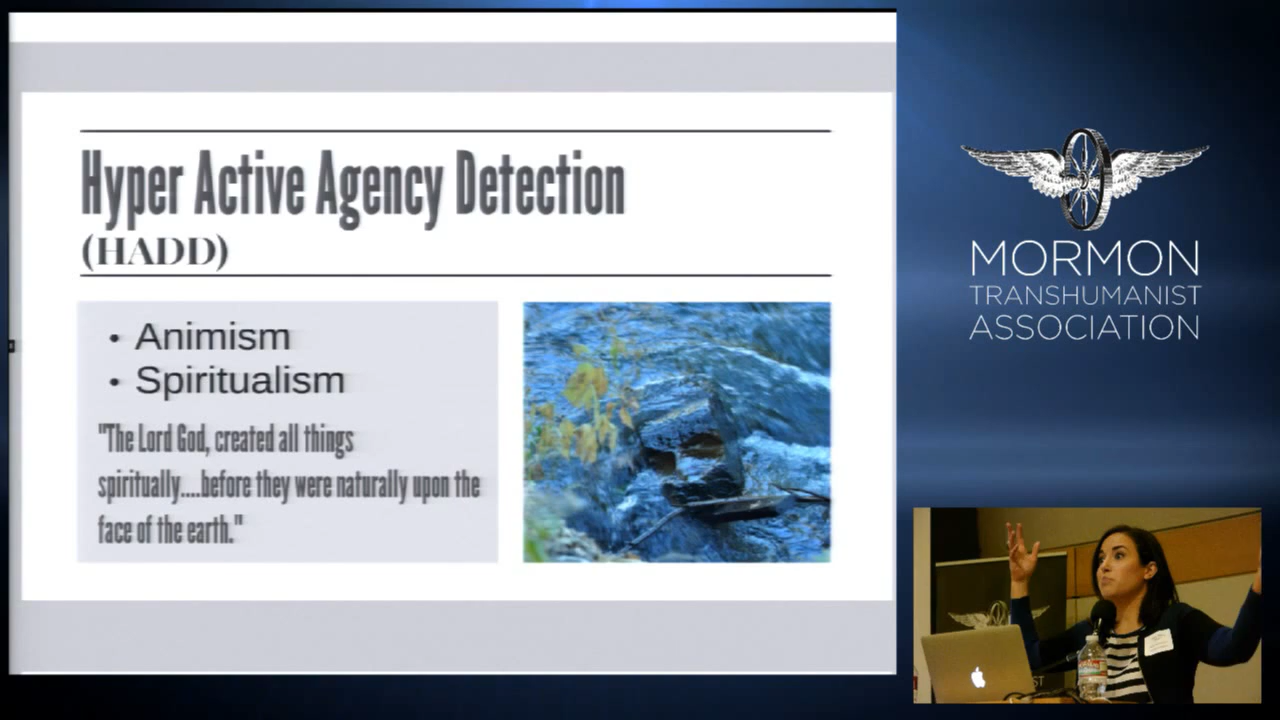 Hyper Active Agency Detection
(HADD)
• Animism
• Spiritualism
"The Lord God, created all things
spiritually....before they were naturally upon the
face of the earth."
MORMON
TRANSHUMANIST
ASSOCIATION
ST